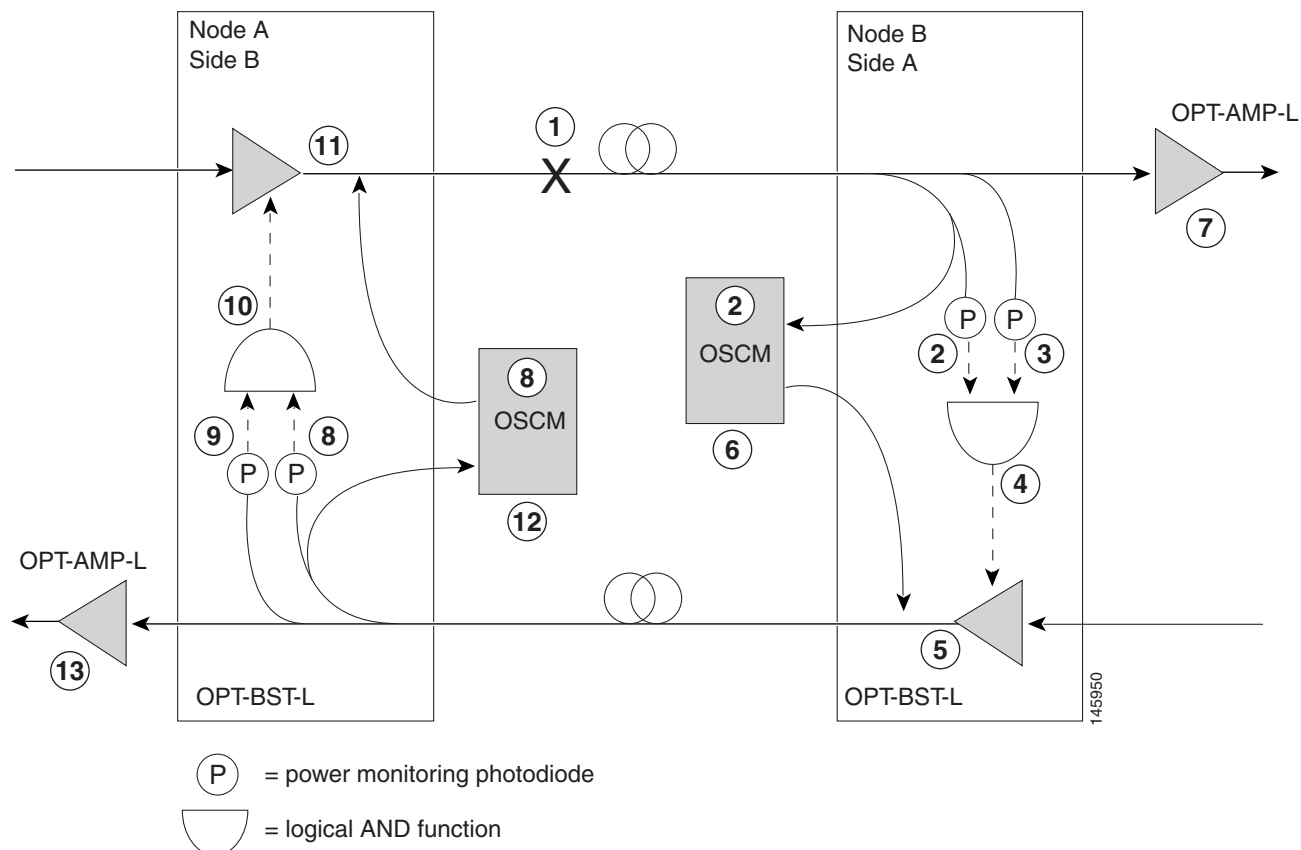 Node A
Side B
Node B
Side A
OPT-AMP-L
1
11
7
2
OSCM
P
P
2
3
10
8
OSCM
9
8
6
P
P
4
12
OPT-AMP-L
13
5
OPT-BST-L
OPT-BST-L
145950
P = power monitoring photodiode
= logical AND function